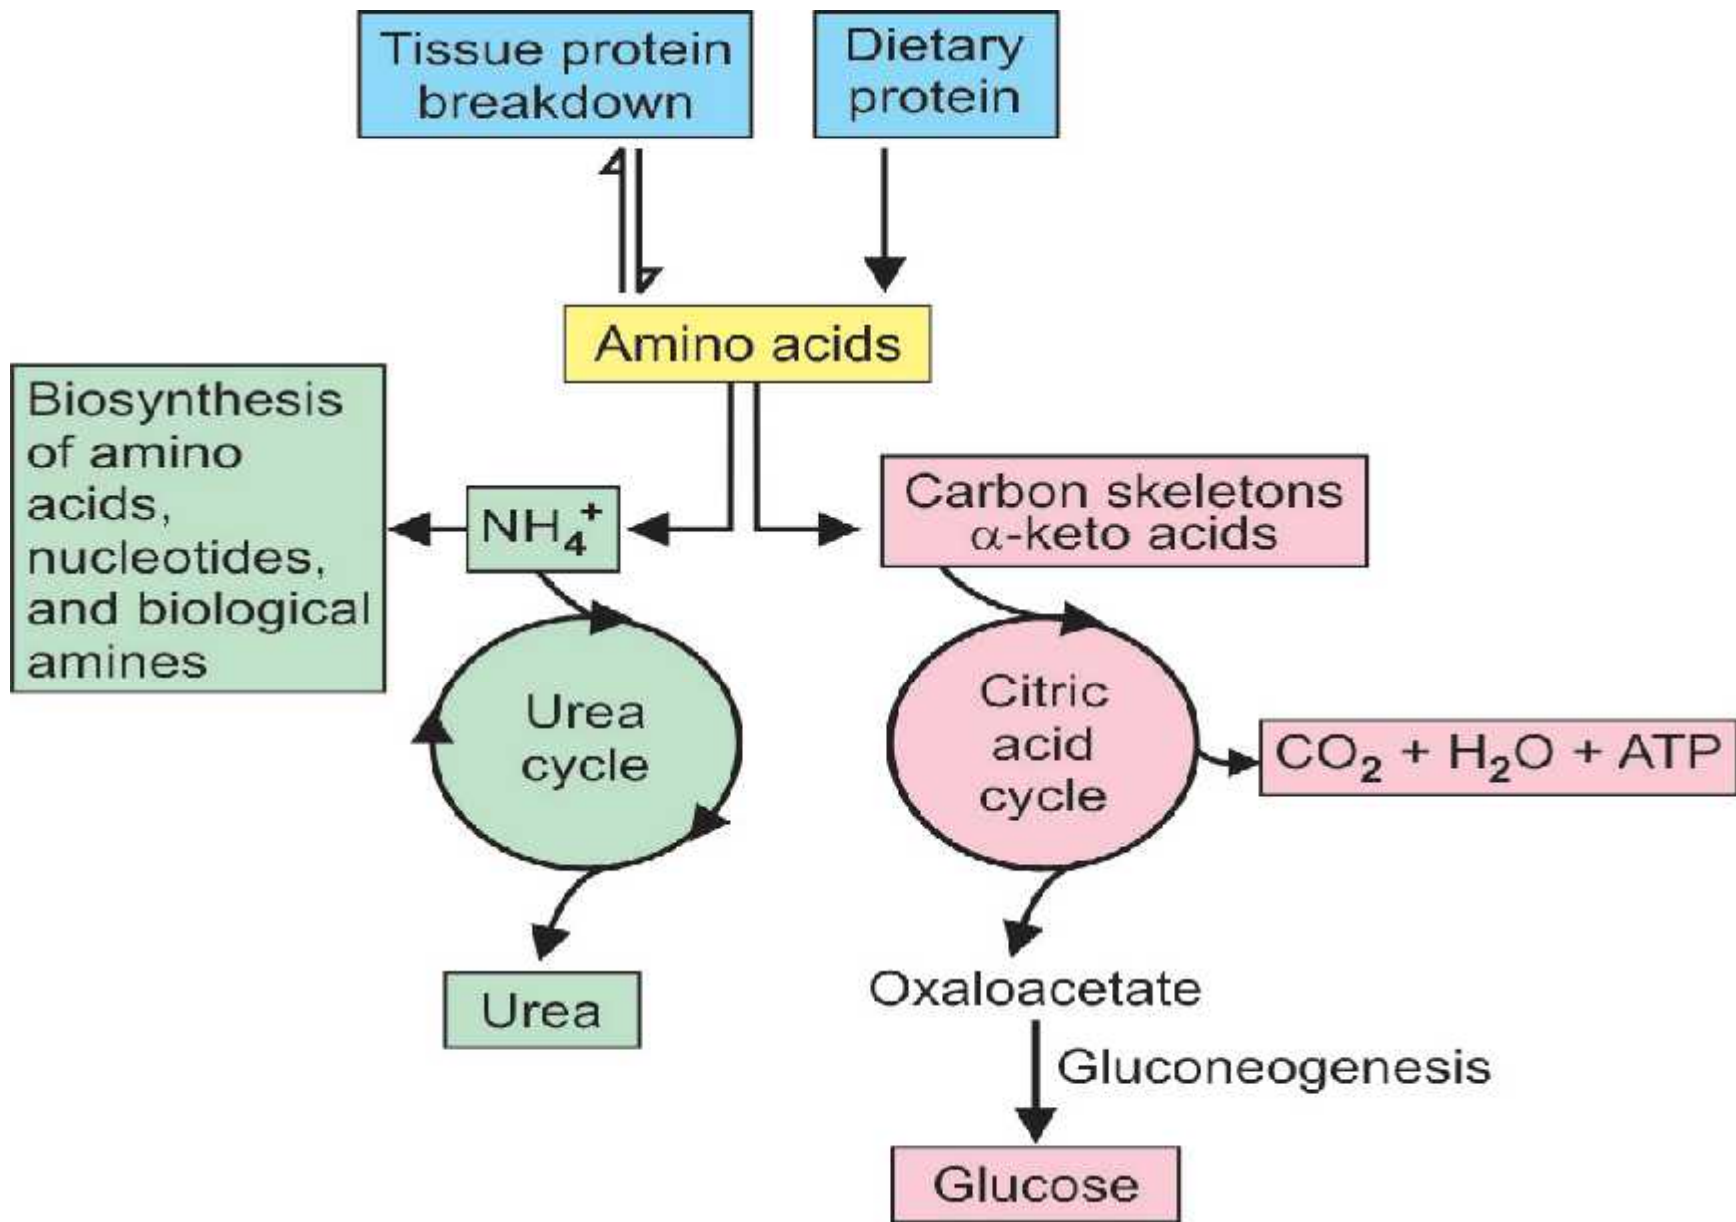 Tissue protein
breakdown
Dietary
protein
Amino acids
Biosynthesis
of amino
acids,
nucleotides,
and biological
amines
NH₄⁺
Carbon skeletons
α-keto acids
Urea
cycle
Citric
acid
cycle
CO₂ + H₂O + ATP
Urea
Oxaloacetate
Gluconeogenesis
Glucose